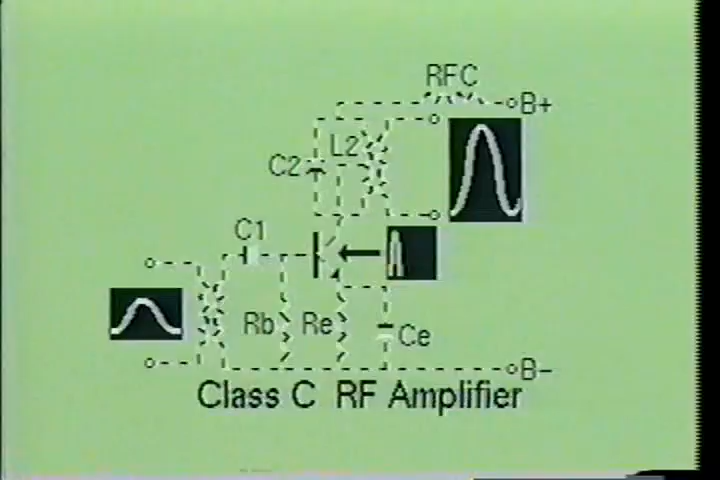 RFC
B+
L2
C2
C1
Rb
Re
Ce
B-
Class C RF Amplifier